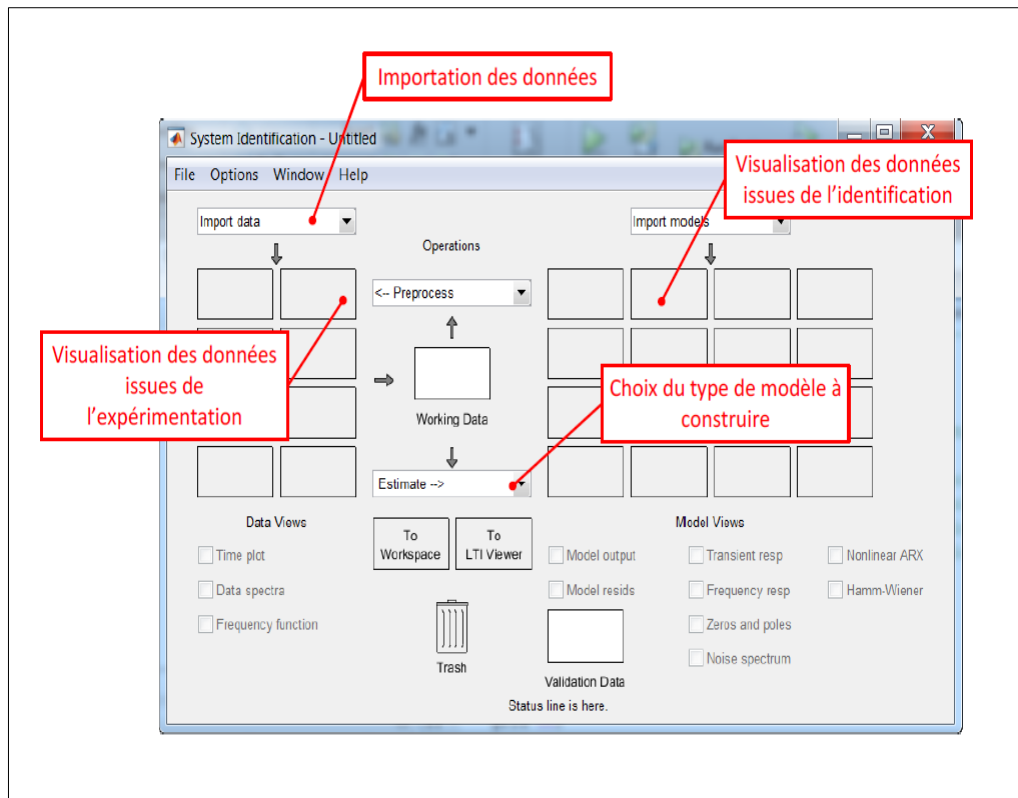 Importation des données
System Identification - Untitled
File Options Window Help
Visualisation des données
issues de l'identification
Import data
Import models
Operations
<-- Preprocess
Visualisation des données
issues de
l'expérimentation
Working Data
Choix du type de modèle à
construire
Estimate -->
Data Views
To
Workspace
To
LTI Viewer
Model Views
Time plot
Data spectra
Frequency function
Model output
Model resids
Transient resp
Frequency resp
Zeros and poles
Noise spectrum
Nonlinear ARX
Hamm-Wiener
Trash
Validation Data
Status line is here.